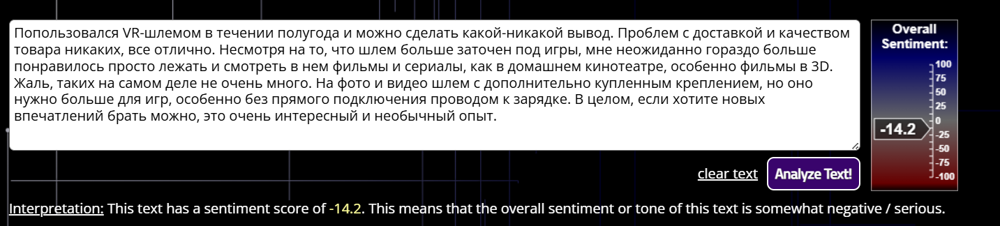 Попользовался VR-шлемом в течении полугода и можно сделать какой-никакой вывод. Проблем с доставкой и качеством
товара никаких, все отлично. Несмотря на то, что шлем больше заточен под игры, мне неожиданно гораздо больше
понравилось просто лежать и смотреть в нем фильмы и сериалы, как в домашнем кинотеатре, особенно фильмы в 3D.
Жаль, таких на самом деле не очень много. На фото и видео шлем с дополнительно купленным креплением, но оно
нужно больше для игр, особенно без прямого подключения проводом к зарядке. В целом, если хотите новых
впечатлений брать можно, это очень интересный и необычный опыт.
Overall
Sentiment:
100
75
50
25
0
-14.2
-25
-50
-75
-100
clear text
Analyze Text!
Interpretation: This text has a sentiment score of -14.2. This means that the overall sentiment or tone of this text is somewhat negative / serious.